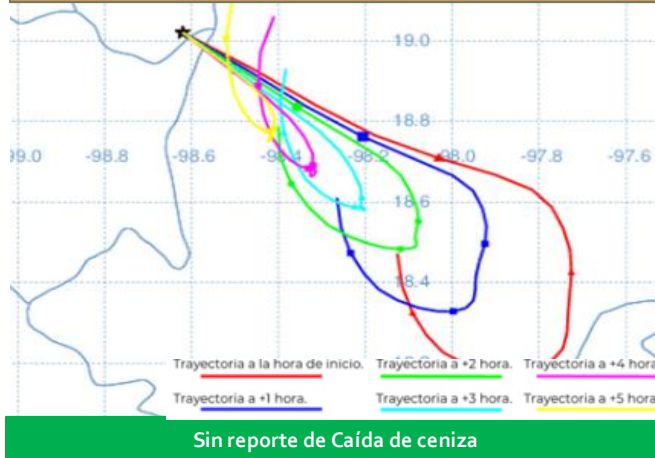 19.0
18.8
99.0 -98.8 -98.6 -98.4 -98.2 -98.0 -97.8 -97.6
18.6
18.4
Trayectoria a la hora de inicio. Trayectoria a +2 hora. Trayectoria a +4 hora
Trayectoria a +1 hora. Trayectoria a +3 hora. Trayectoria a +5 hora
Sin reporte de Caída de ceniza